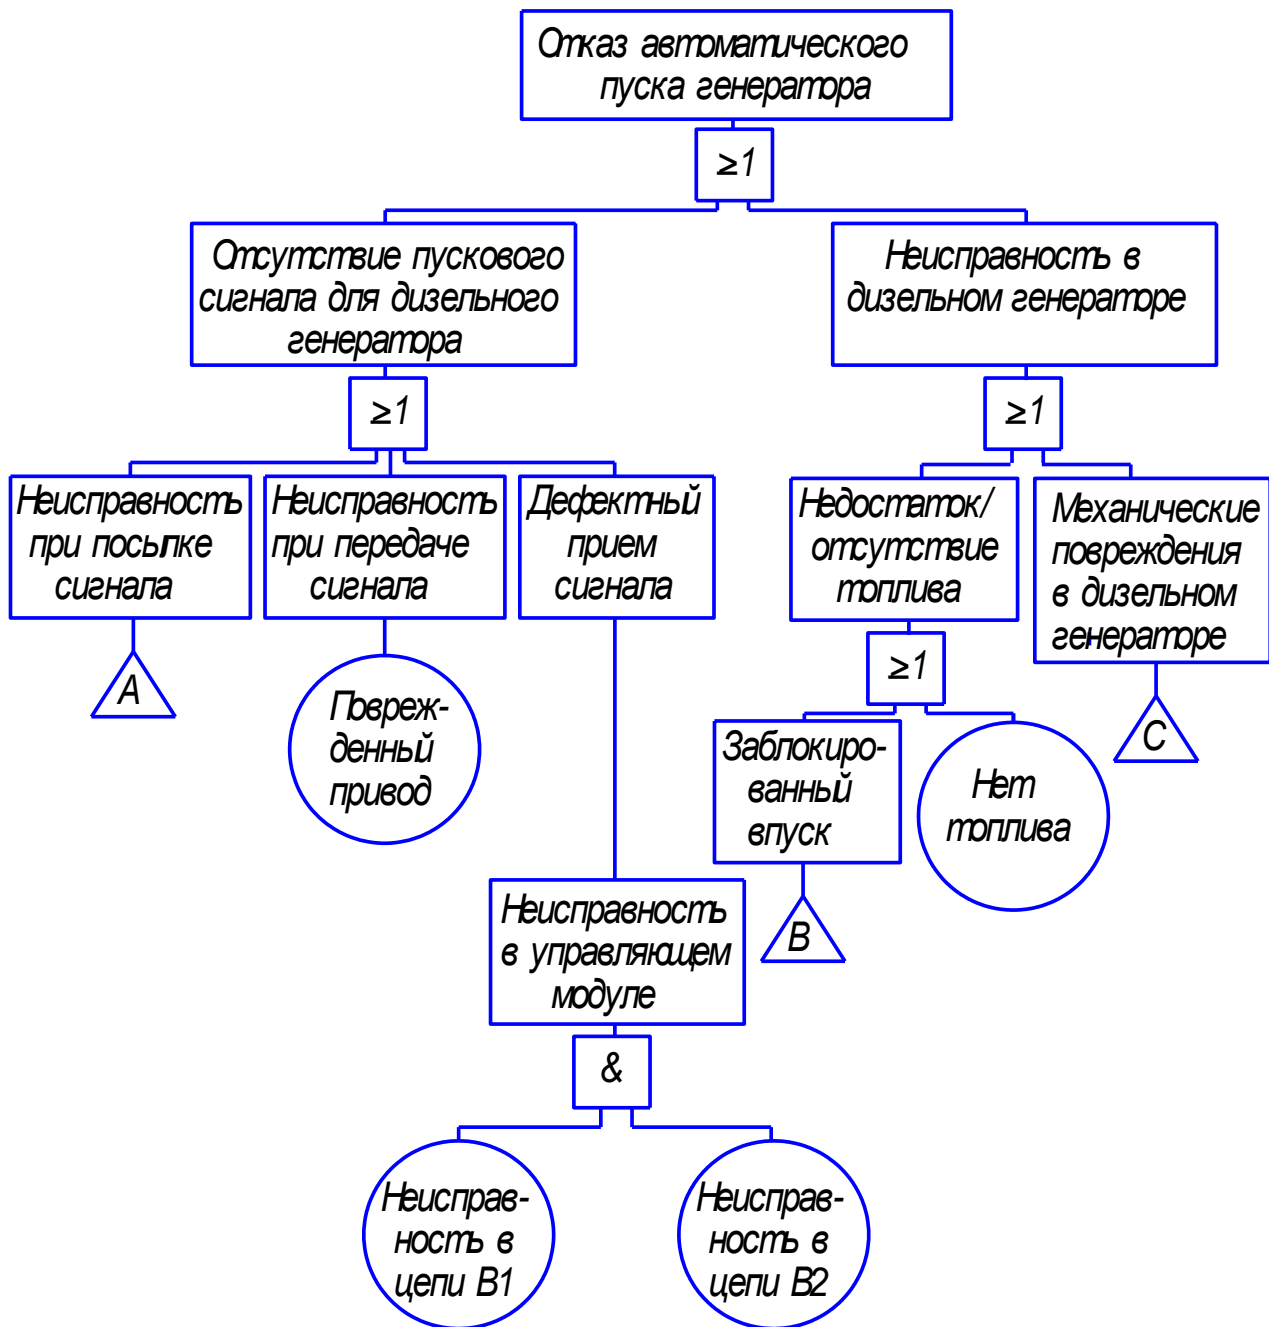 Отказ автоматического
пуска генератора
≥1
Отсутствие пускового
сигнала для дизельного
генератора
Неисправность в
дизельном генераторе
≥1
≥1
Неисправность
при посылке
сигнала
Неисправность
при передаче
сигнала
Дефектный
прием
сигнала
Недостаток/
отсутствие
топлива
Механические
повреждения
в дизельном
генераторе
A
Повреж-
денный
привод
≥1
C
Заблокиро-
ванный
впуск
Нет
топлива
B
Неисправность
в управляющем
модуле
&
Неисправ-
ность в
цепи B1
Неисправ-
ность в
цепи B2